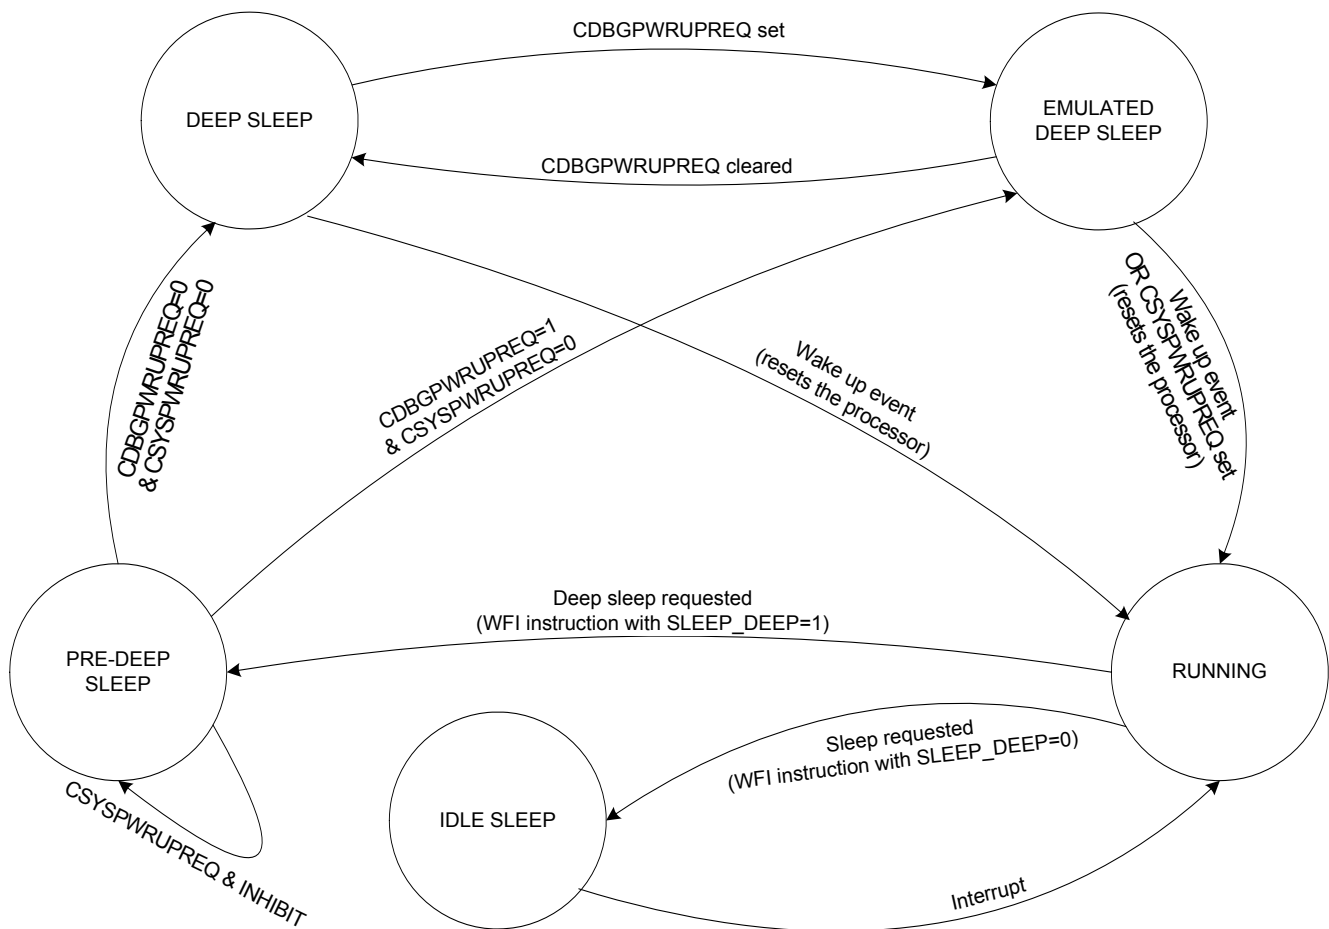 CDBGPWRUPREQ set
DEEP SLEEP
EMULATED
DEEP SLEEP
CDBGPWRUPREQ cleared
CDBGPWRUPREQ=0
& CSYSPWRUPREQ=0
CDBGPWRUPREQ=1
& CSYSPWRUPREQ=0
Wake up event
(resets the processor)
Wake up event
OR CSYSPWRUPREQ set
(resets the processor)
Deep sleep requested
(WFI instruction with SLEEP_DEEP=1)
PRE-DEEP
SLEEP
RUNNING
Sleep requested
(WFI instruction with SLEEP_DEEP=0)
CSYSPWRUPREQ & INHIBIT
IDLE SLEEP
Interrupt